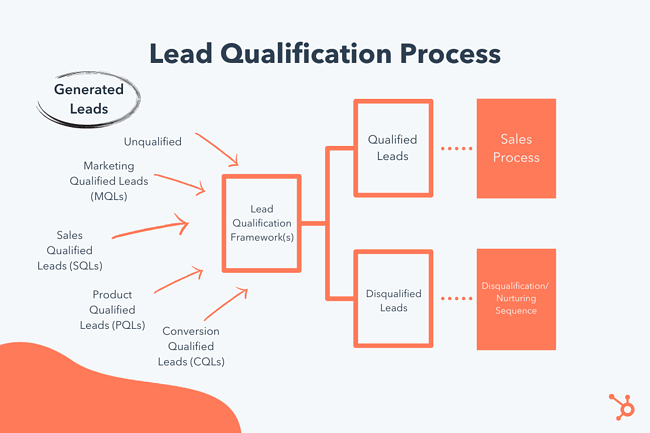 Lead Qualification Process
Generated
Leads
Unqualified
Marketing
Qualified Leads
(MQLs)
Sales
Qualified
Leads (SQLs)
Product
Qualified
Leads (PQLs)
Conversion
Qualified
Leads (CQLs)
Lead
Qualification
Framework(s)
Qualified
Leads
Sales
Process
Disqualified
Leads
Disqualification/
Nurturing
Sequence